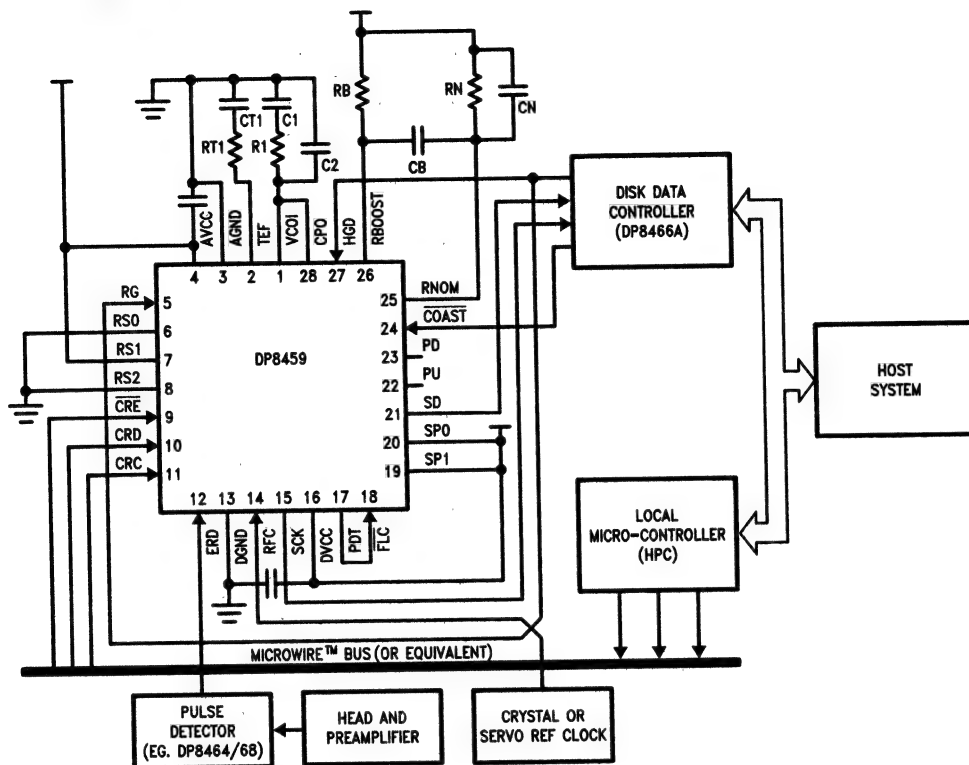 RB
RN
CN
CT1
C1
RT1
R1
C2
CB
AVCC
AGND
TEF
VCOI
CPO
HGD
RBOOST
4
3
2
1
28
27
26
DISK DATA
CONTROLLER
(DP8466A)
RG
5
RS0
6
RS1
7
RS2
8
CRE
9
CRD
10
CRC
11
DP8459
25
RNOM
24
COAST
23
PD
22
PU
21
SD
20
SP0
19
SP1
HOST
SYSTEM
12
13
14
15
16
17
18
ERD
DGND
RFC
SCK
DVCC
PDT
FLC
LOCAL
MICRO-CONTROLLER
(HPC)
MICROWIRE™ BUS (OR EQUIVALENT)
PULSE
DETECTOR
(EG. DP8464/68)
HEAD AND
PREAMPLIFIER
CRYSTAL OR
SERVO REF CLOCK